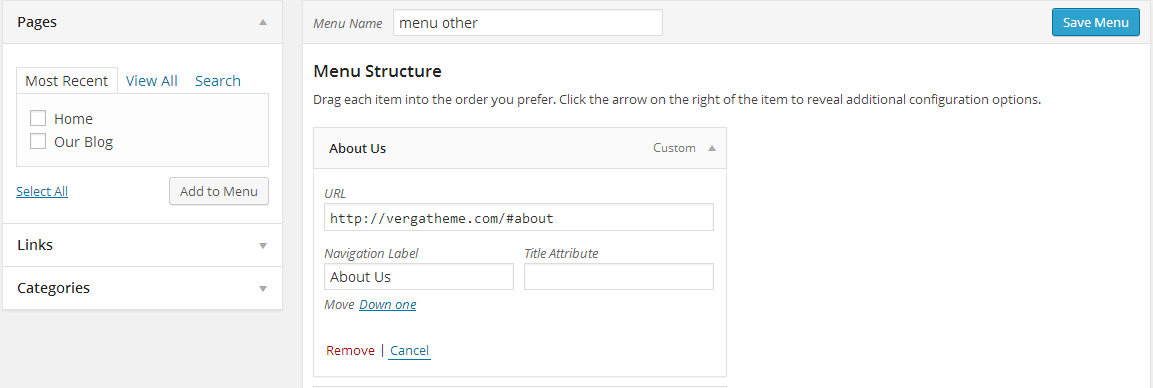 Pages
Most Recent View All Search
Home
Our Blog
Select All Add to Menu
Links
Categories
Menu Name menu other Save Menu
Menu Structure
Drag each item into the order you prefer. Click the arrow on the right of the item to reveal additional configuration options.
About Us Custom
URL
http://vergatheme.com/#about
Navigation Label Title Attribute
About Us
Move Down one
Remove | Cancel